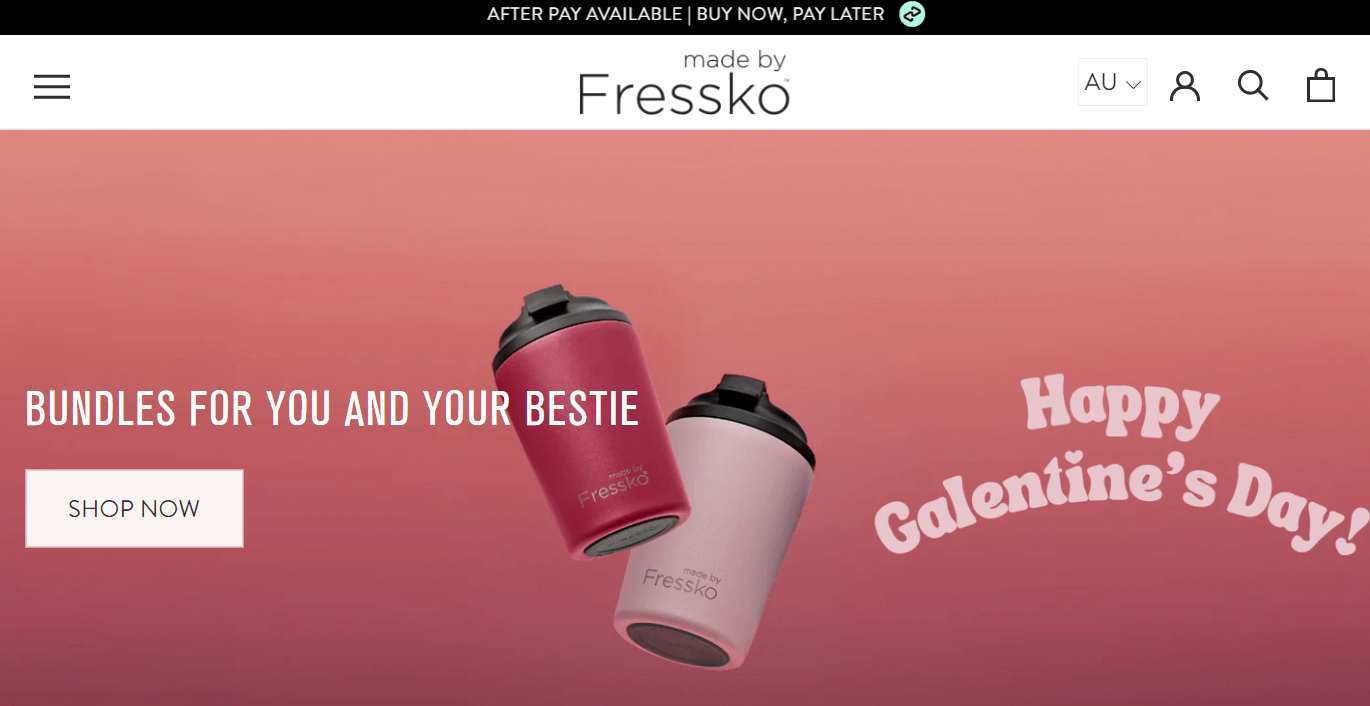 AFTER PAY AVAILABLE | BUY NOW, PAY LATER
made by
Fressko™
AU
BUNDLES FOR YOU AND YOUR BESTIE
SHOP NOW
made by
Fressko
made by
Fressko
Happy
Galentine's Day!